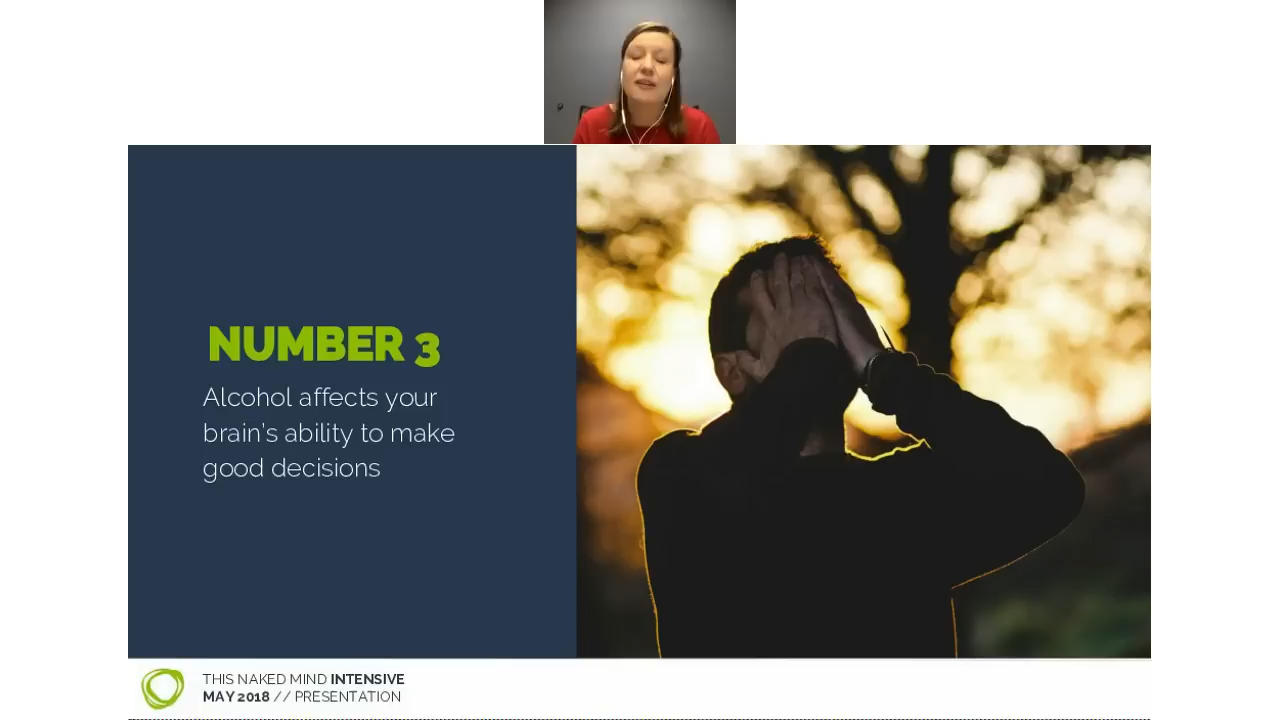 NUMBER 3
Alcohol affects your
brain's ability to make
good decisions
THIS NAKED MIND INTENSIVE
MAY 2018 // PRESENTATION